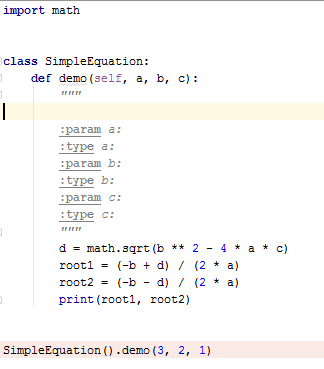 import math
class SimpleEquation:
    def demo(self, a, b, c):
        """
        :param a:
        :type a:
        :param b:
        :type b:
        :param c:
        :type c:
        """
        d = math.sqrt(b ** 2 - 4 * a * c)
        root1 = (-b + d) / (2 * a)
        root2 = (-b - d) / (2 * a)
        print(root1, root2)
SimpleEquation().demo(3, 2, 1)